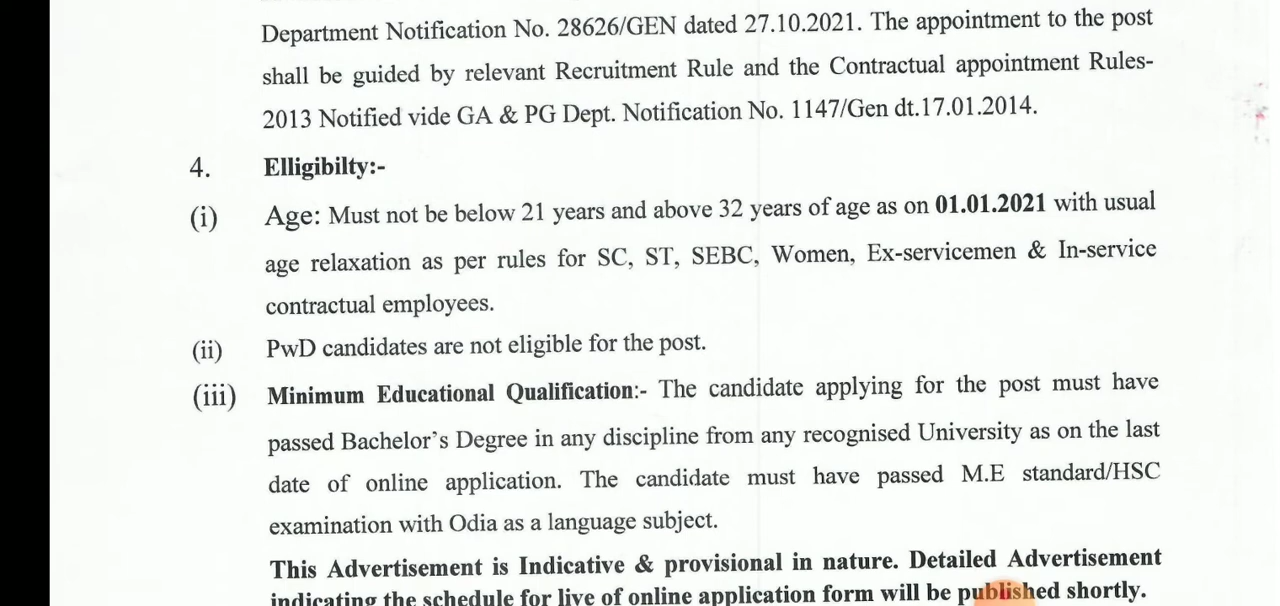 Department Notification No. 28626/GEN dated 27.10.2021. The appointment to the post
shall be guided by relevant Recruitment Rule and the Contractual appointment Rules-
2013 Notified vide GA & PG Dept. Notification No. 1147/Gen dt.17.01.2014.
4. Elligibilty:-
(i) Age: Must not be below 21 years and above 32 years of age as on 01.01.2021 with usual
age relaxation as per rules for SC, ST, SEBC, Women, Ex-servicemen & In-service
contractual employees.
(ii) PwD candidates are not eligible for the post.
(iii) Minimum Educational Qualification:- The candidate applying for the post must have
passed Bachelor's Degree in any discipline from any recognised University as on the last
date of online application. The candidate must have passed M.E standard/HSC
examination with Odia as a language subject.
This Advertisement is Indicative & provisional in nature. Detailed Advertisement
indicating the schedule for live of online application form will be published shortly.